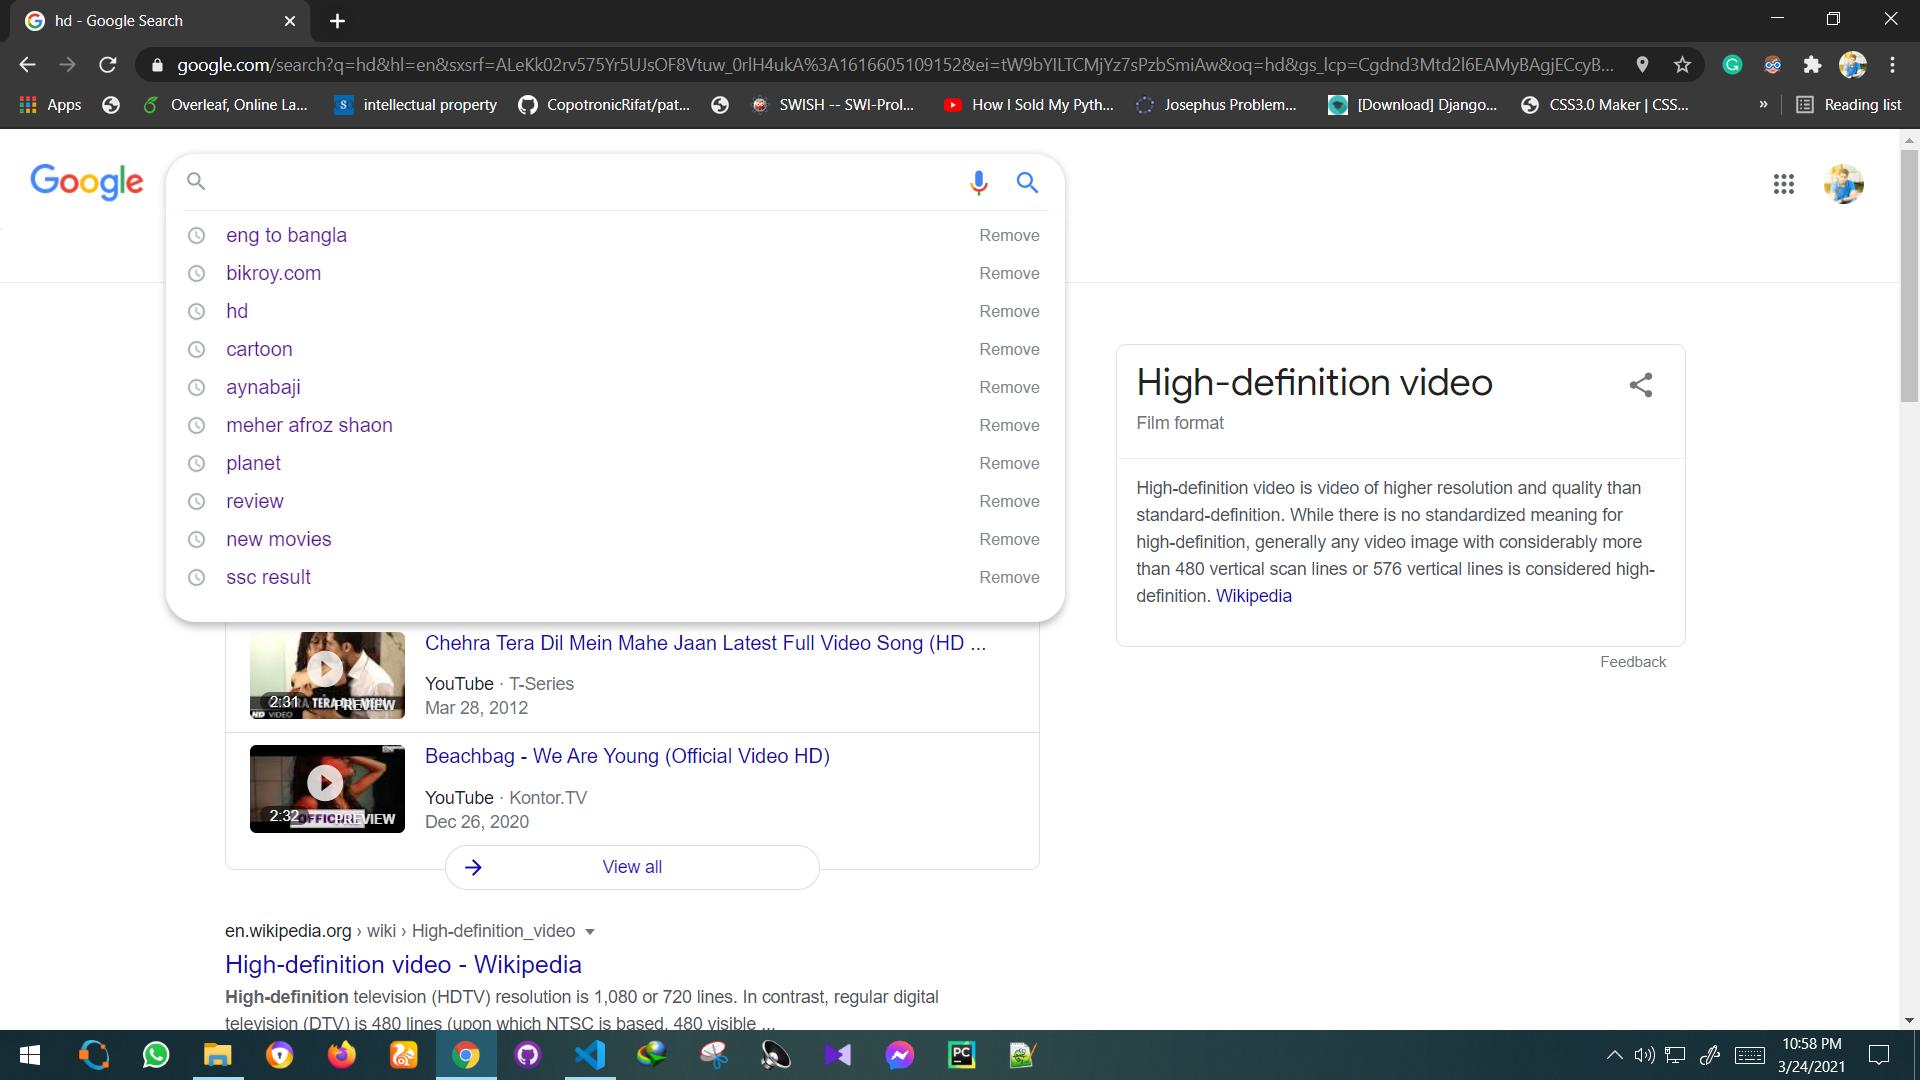 hd - Google Search
google.com/search?q=hd&hl=en&sxsrf=ALeKk02rv575Yr5UJsOF8Vtuw_0rlH4ukA%3A1616605109152&ei=tW9bYILTCMjYz7sPzbSmiAw&oq=hd&gs_lcp=Cgdnd3Mtd2l6EAMyBAgjECcyB...
Apps
Overleaf, Online La...
S intellectual property
CopotronicRifat/pat...
SWISH -- SWI-Prol...
How I Sold My Pyth...
Josephus Problem...
[Download] Django...
CSS3.0 Maker | CSS...
»
Reading list
Google
eng to bangla Remove
bikroy.com Remove
hd Remove
cartoon Remove
aynabaji Remove
meher afroz shaon Remove
planet Remove
review Remove
new movies Remove
ssc result Remove
High-definition video
Film format
High-definition video is video of higher resolution and quality than
standard-definition. While there is no standardized meaning for
high-definition, generally any video image with considerably more
than 480 vertical scan lines or 576 vertical lines is considered high-
definition. Wikipedia
Feedback
Chehra Tera Dil Mein Mahe Jaan Latest Full Video Song (HD ...
YouTube · T-Series
Mar 28, 2012
2:31
PREVIEW
HD VIDEO
Beachbag - We Are Young (Official Video HD)
YouTube · Kontor.TV
Dec 26, 2020
2:32
PREVIEW
View all
en.wikipedia.org › wiki › High-definition_video
High-definition video - Wikipedia
High-definition television (HDTV) resolution is 1,080 or 720 lines. In contrast, regular digital
television (DTV) is 480 lines (upon which NTSC is based, 480 visible ...
PC
10:58 PM
3/24/2021